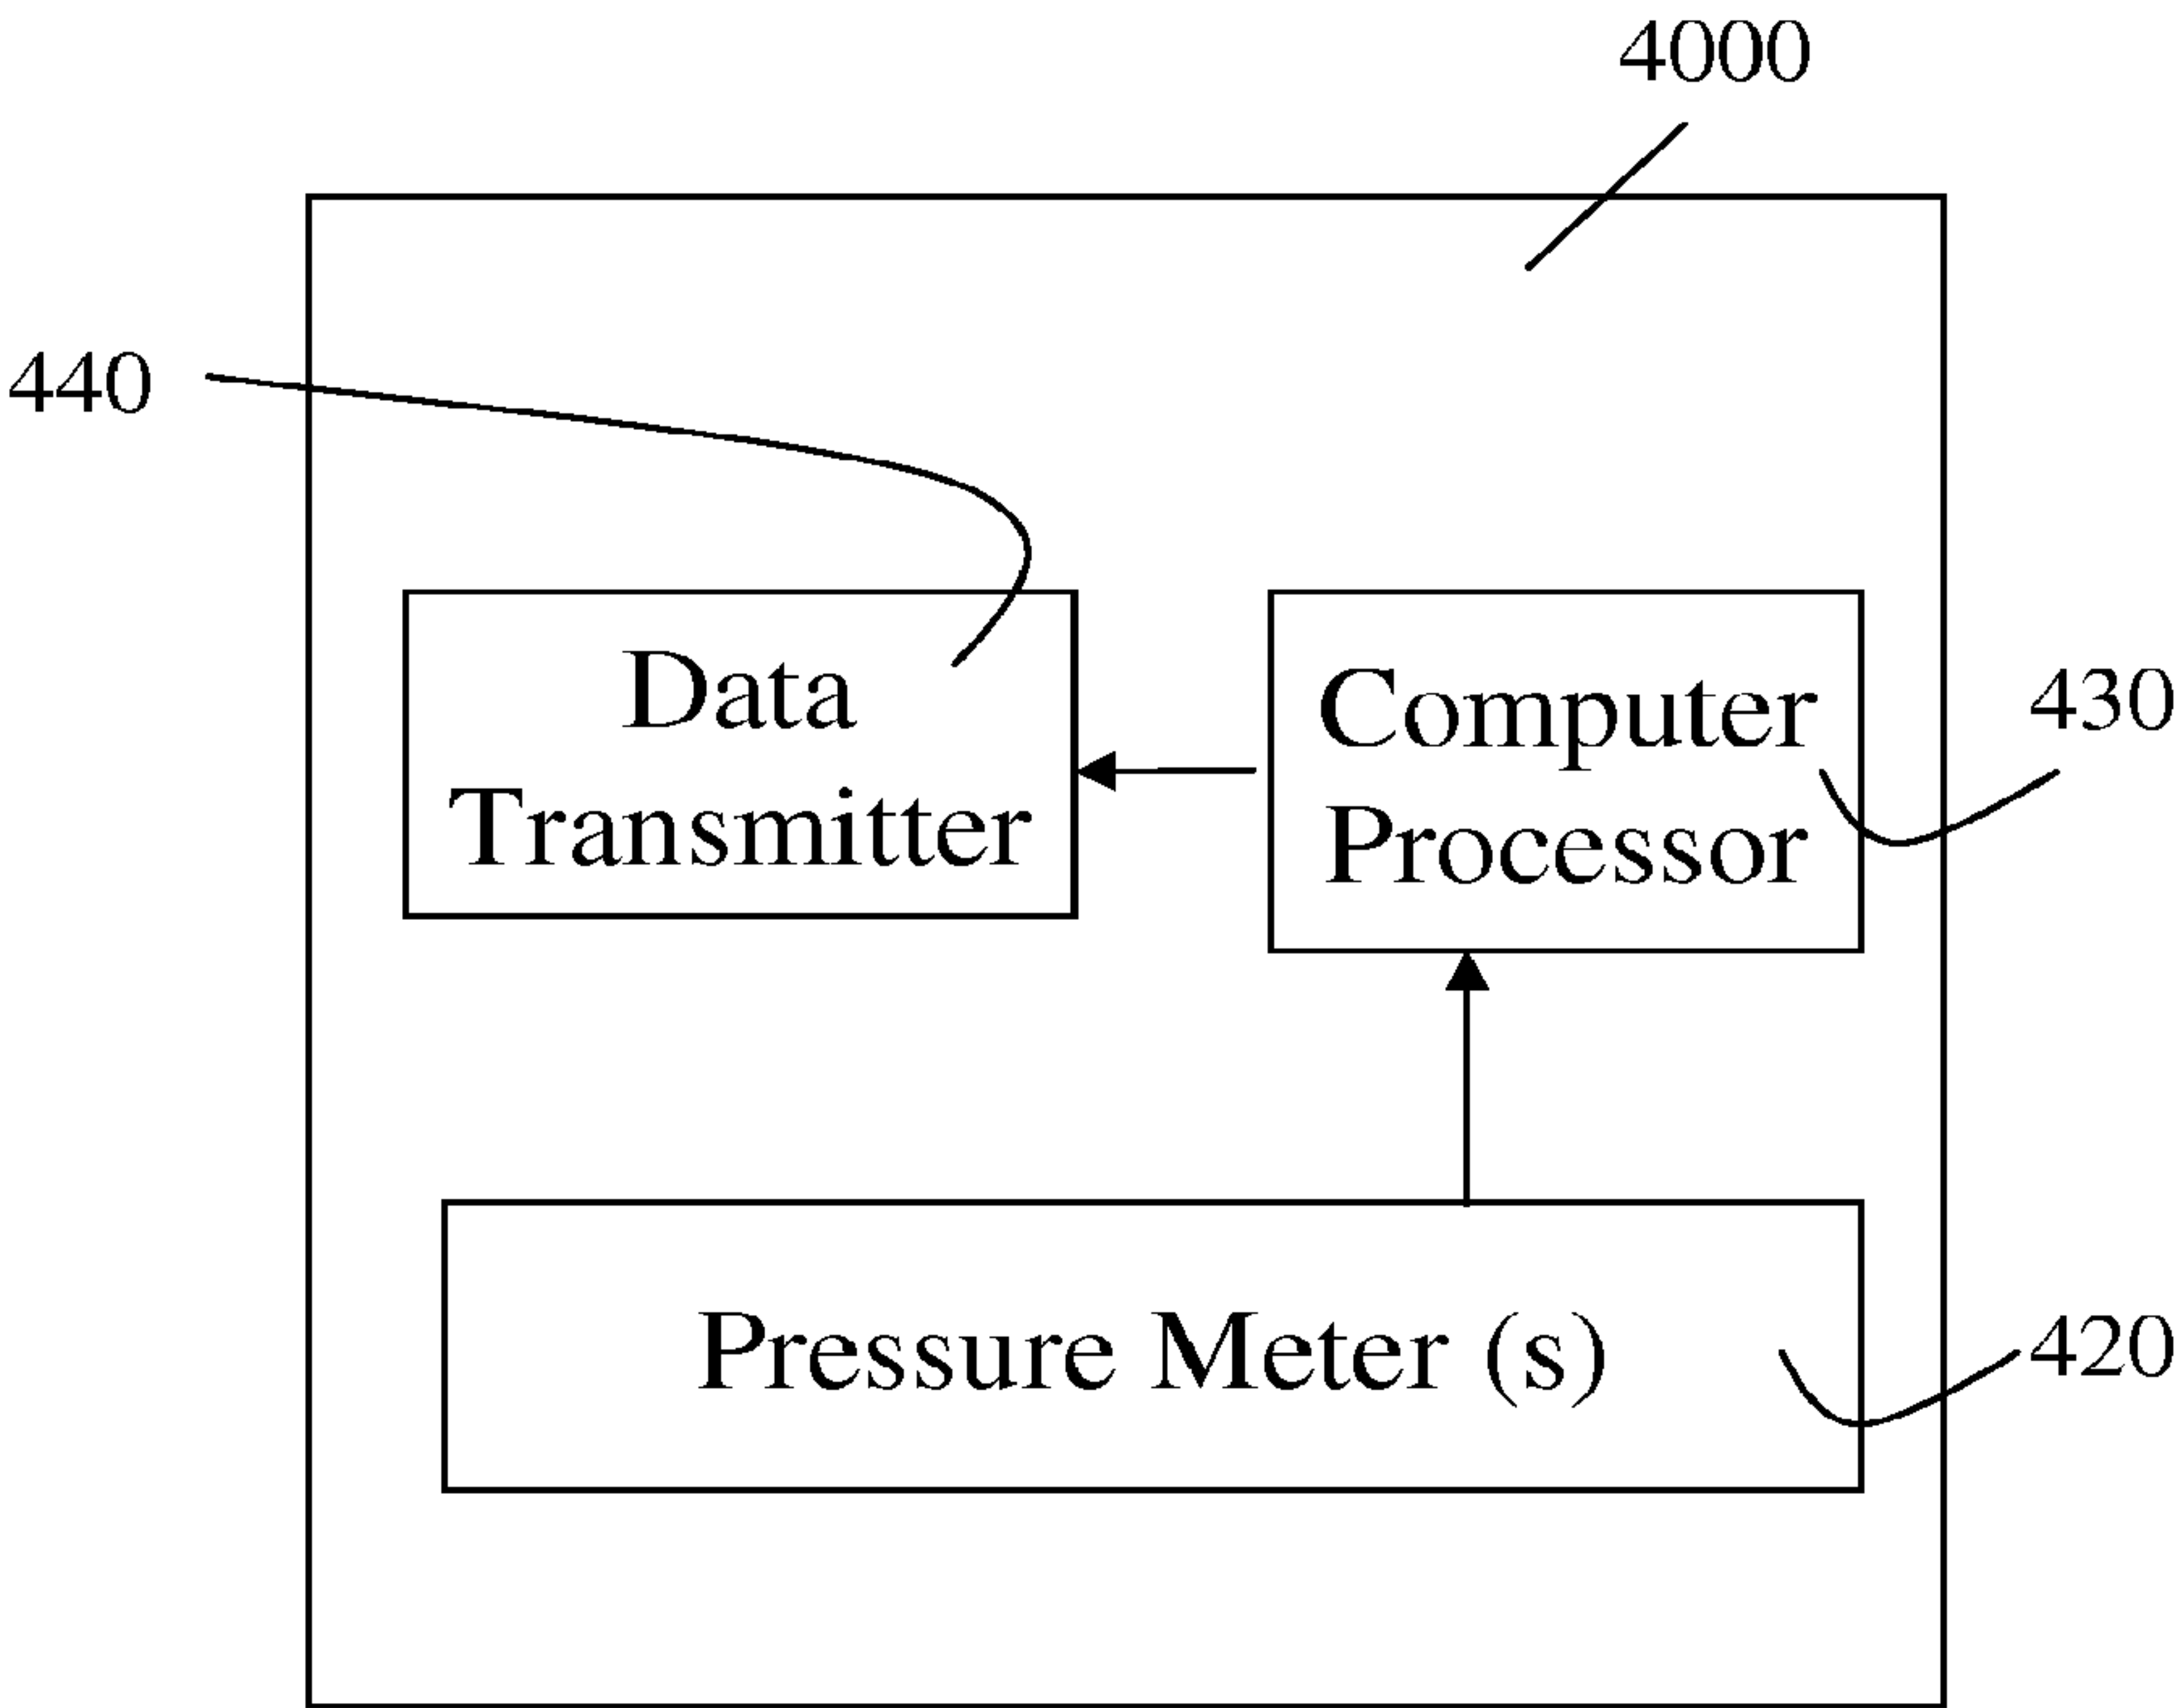 4000
440
Data
Transmitter
Computer
Processor
430
Pressure Meter (s)
420